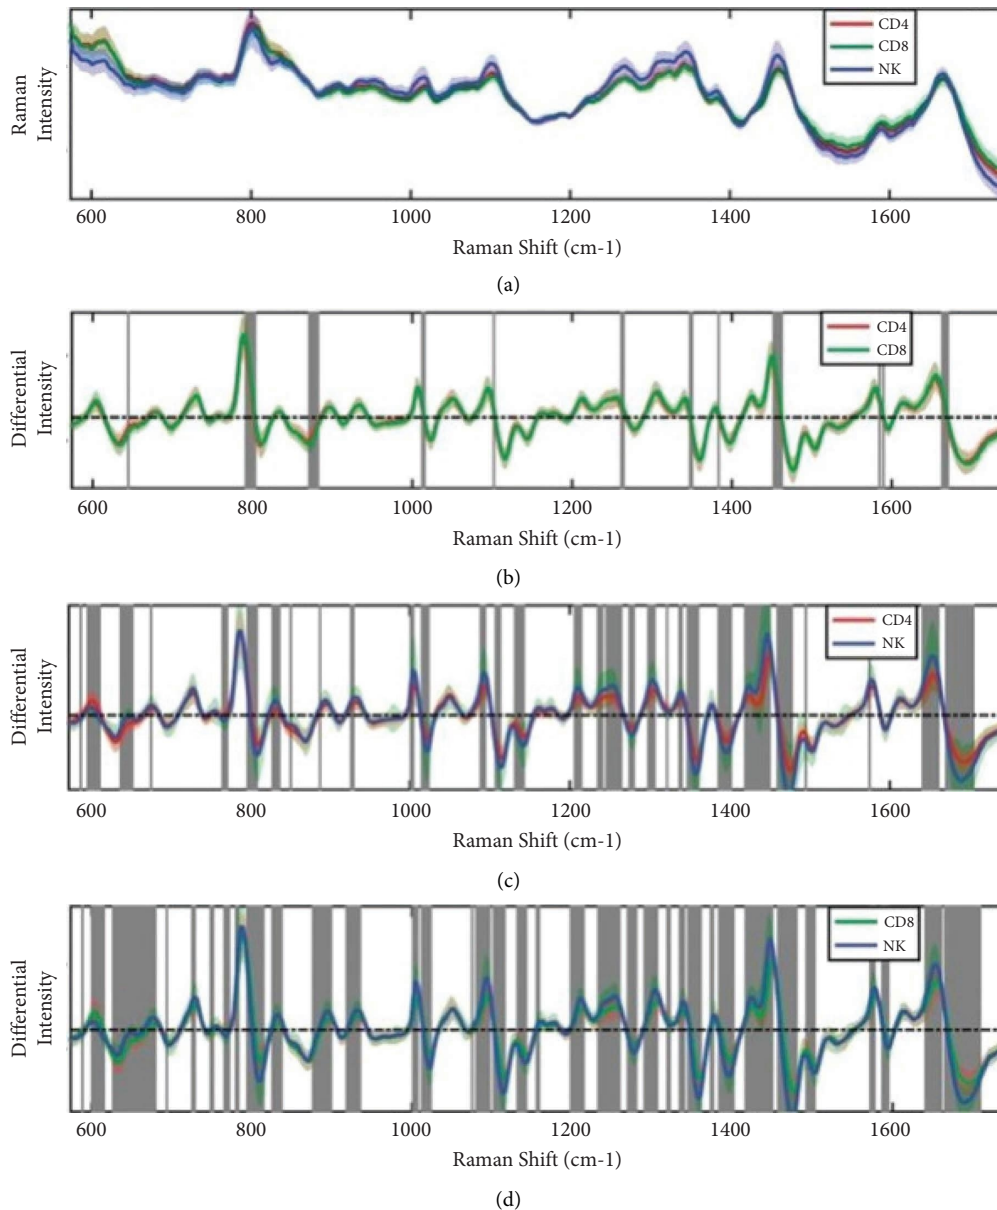 Raman
Intensity
CD4
CD8
NK
600 800 1000 1200 1400 1600
Raman Shift (cm-1)
(a)
Differential
Intensity
CD4
CD8
600 800 1000 1200 1400 1600
Raman Shift (cm-1)
(b)
Differential
Intensity
CD4
NK
600 800 1000 1200 1400 1600
Raman Shift (cm-1)
(c)
Differential
Intensity
CD8
NK
600 800 1000 1200 1400 1600
Raman Shift (cm-1)
(d)